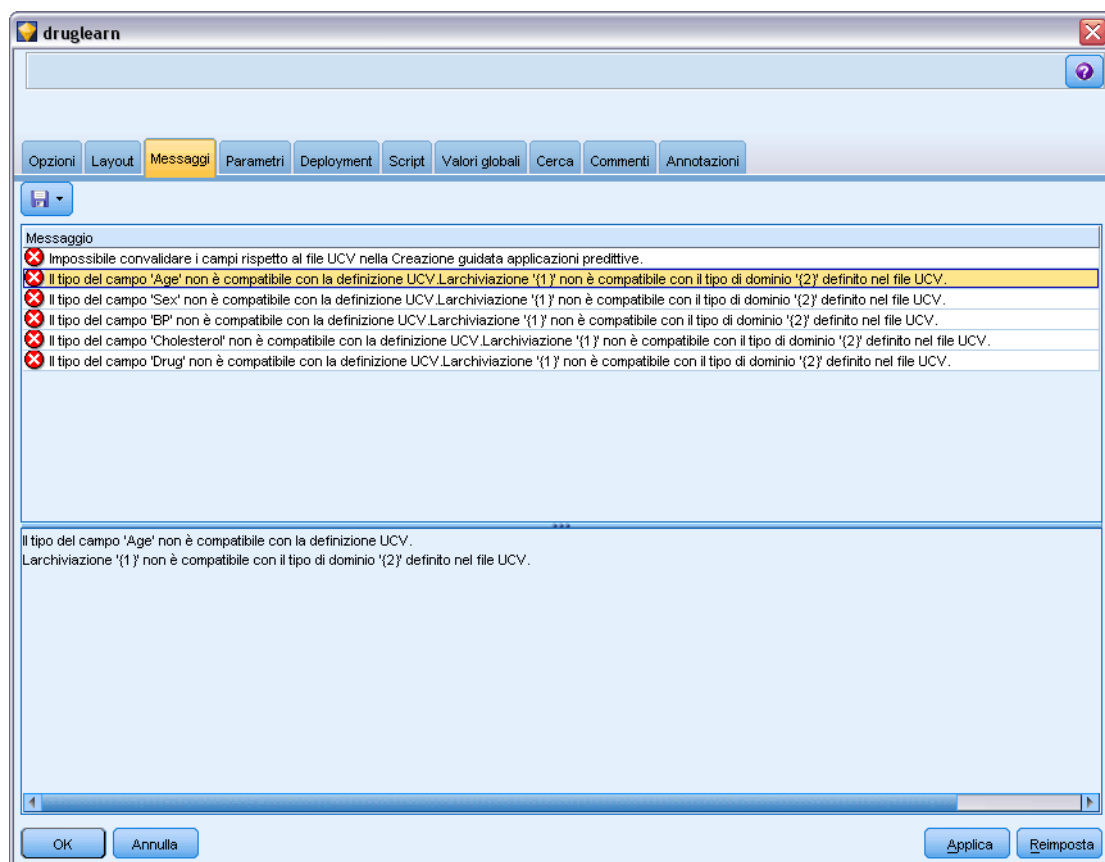 druglearn
Opzioni Layout Messaggi Parametri Deployment Script Valori globali Cerca Commenti Annotazioni
Messaggio
Impossibile convalidare i campi rispetto al file UCV nella Creazione guidata applicazioni predittive.
Il tipo del campo 'Age' non è compatibile con la definizione UCV.Larchiviazione '{1}' non è compatibile con il tipo di dominio '{2}' definito nel file UCV.
Il tipo del campo 'Sex' non è compatibile con la definizione UCV.Larchiviazione '{1}' non è compatibile con il tipo di dominio '{2}' definito nel file UCV.
Il tipo del campo 'BP' non è compatibile con la definizione UCV.Larchiviazione '{1}' non è compatibile con il tipo di dominio '{2}' definito nel file UCV.
Il tipo del campo 'Cholesterol' non è compatibile con la definizione UCV.Larchiviazione '{1}' non è compatibile con il tipo di dominio '{2}' definito nel file UCV.
Il tipo del campo 'Drug' non è compatibile con la definizione UCV.Larchiviazione '{1}' non è compatibile con il tipo di dominio '{2}' definito nel file UCV.
Il tipo del campo 'Age' non è compatibile con la definizione UCV.
Larchiviazione '{1}' non è compatibile con il tipo di dominio '{2}' definito nel file UCV.
OK Annulla Applica Reimposta